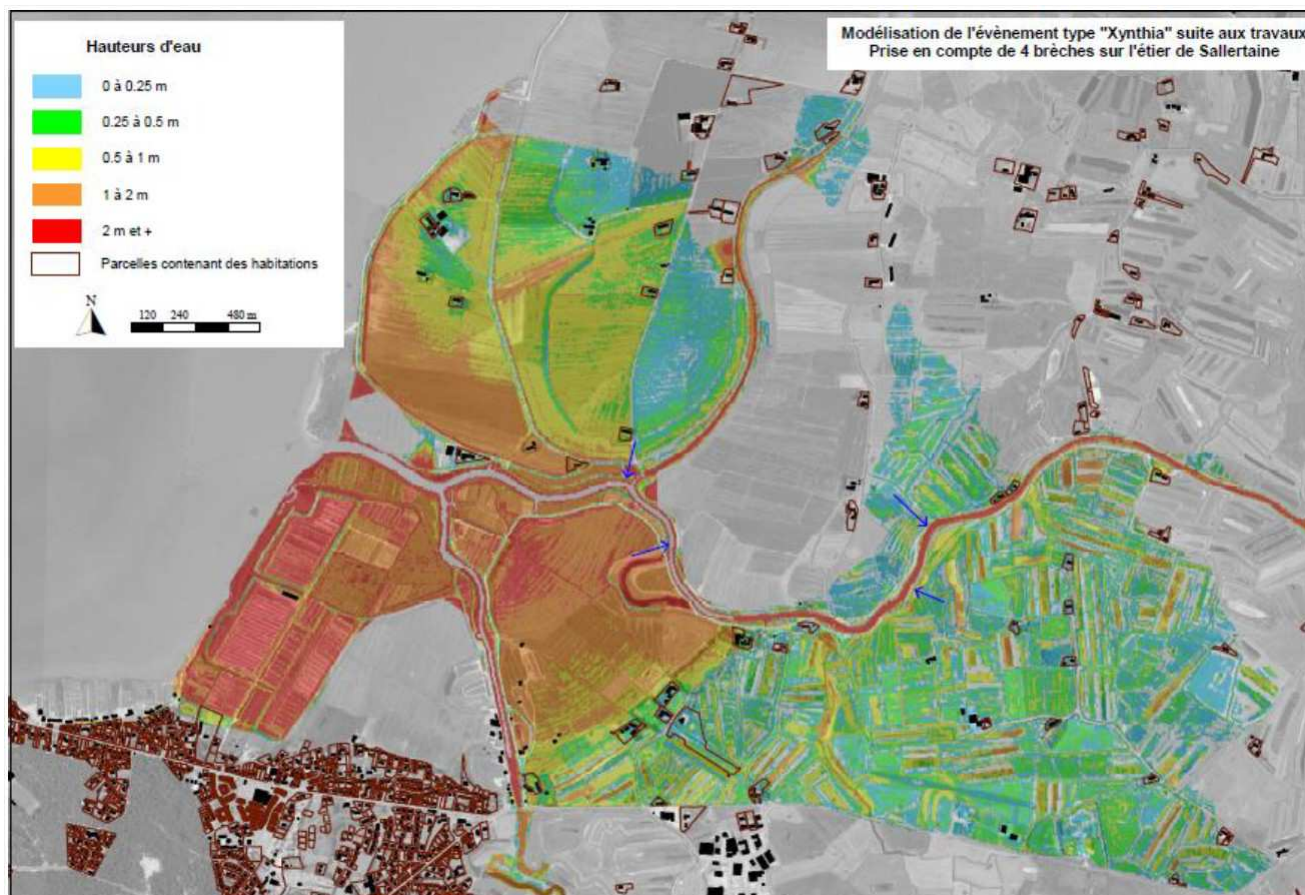 Modélisation de l'évènement type "Xynthia" suite aux travaux
Prise en compte de 4 brèches sur l'étier de Sallertaine
Hauteurs d'eau
0 à 0.25 m
0.25 à 0.5 m
0.5 à 1 m
1 à 2 m
2 m et +
Parcelles contenant des habitations
N
120 240 480 m